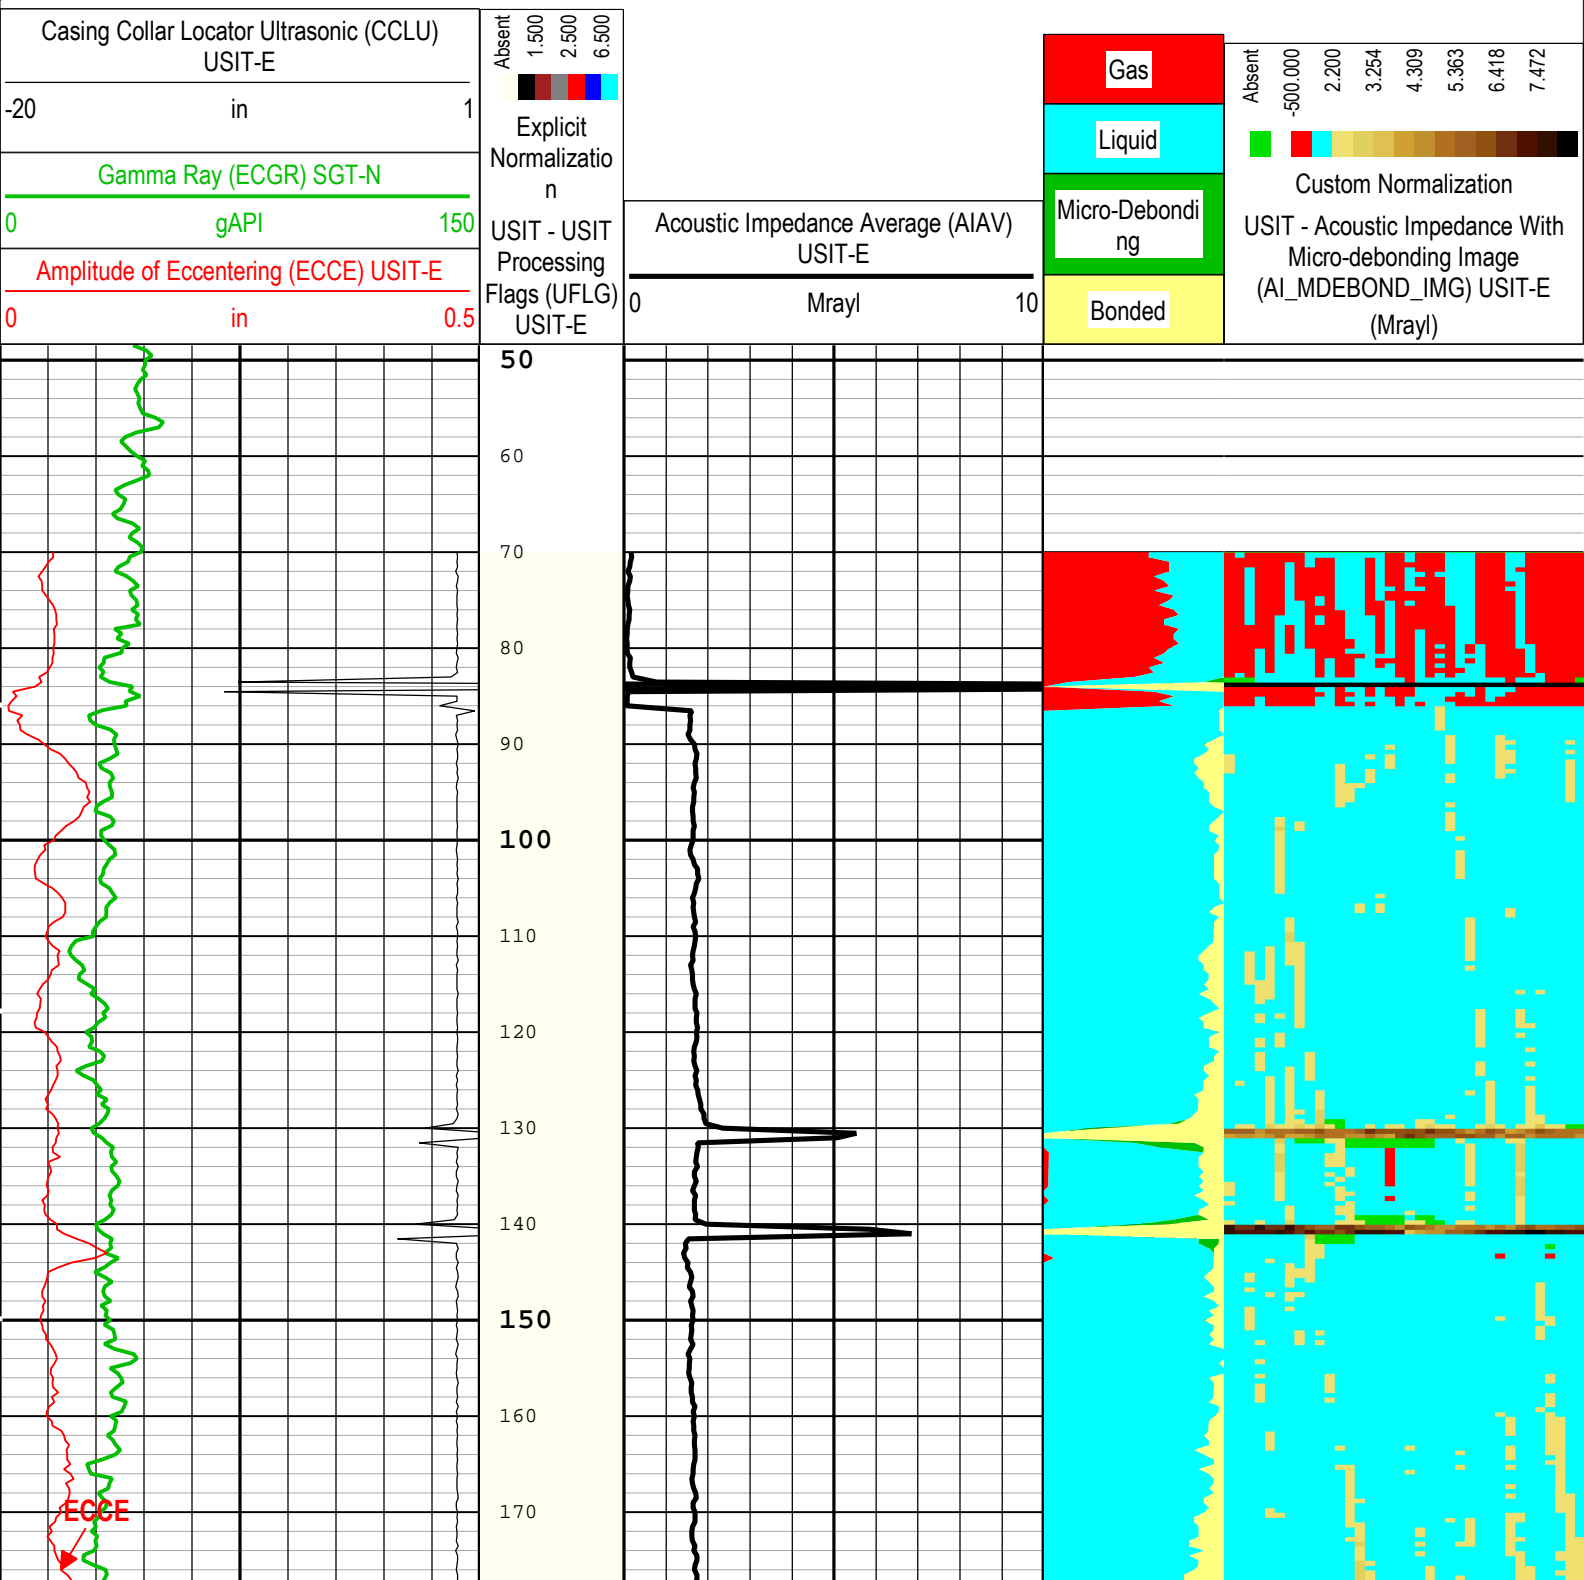 Casing Collar Locator Ultrasonic (CCLU)
USIT-E
-20 in 1
Gamma Ray (ECGR) SGT-N
0 gAPI 150
Amplitude of Eccentering (ECCE) USIT-E
0 in 0.5
Absent
1.500
2.500
6.500
Explicit
Normalizatio
n
USIT - USIT
Processing
Flags (UFLG)
USIT-E
Acoustic Impedance Average (AIAV)
USIT-E
0 Mrayl 10
Gas
Liquid
Micro-Debondi
ng
Bonded
Absent
-500.000
2.200
3.254
4.309
5.363
6.418
7.472
Custom Normalization
USIT - Acoustic Impedance With
Micro-debonding Image
(AI_MDEBOND_IMG) USIT-E
(Mrayl)
50
60
70
80
90
100
110
120
130
140
150
160
170
ECCE